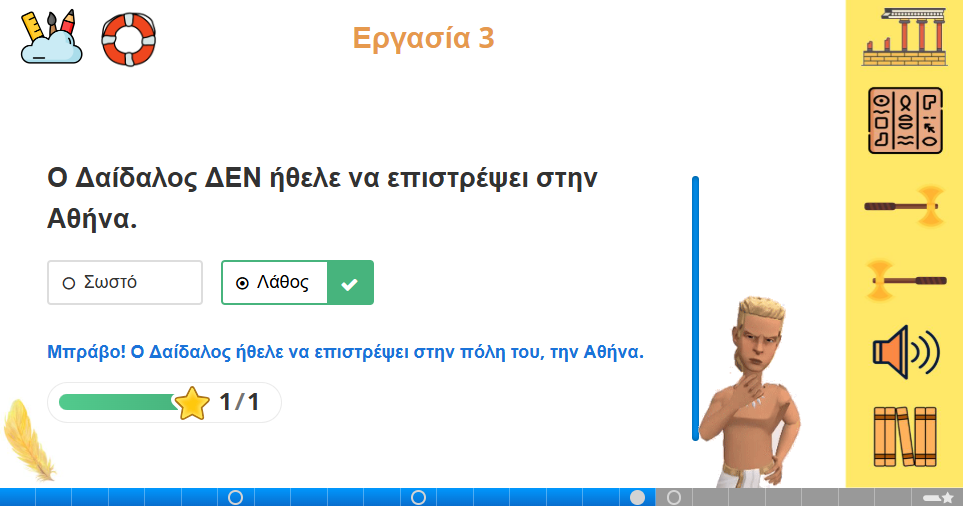 Εργασία 3
Ο Δαίδαλος ΔΕΝ ήθελε να επιστρέψει στην
Αθήνα.
Σωστό
Λάθος
Μπράβο! Ο Δαίδαλος ήθελε να επιστρέψει στην πόλη του, την Αθήνα.
1/1